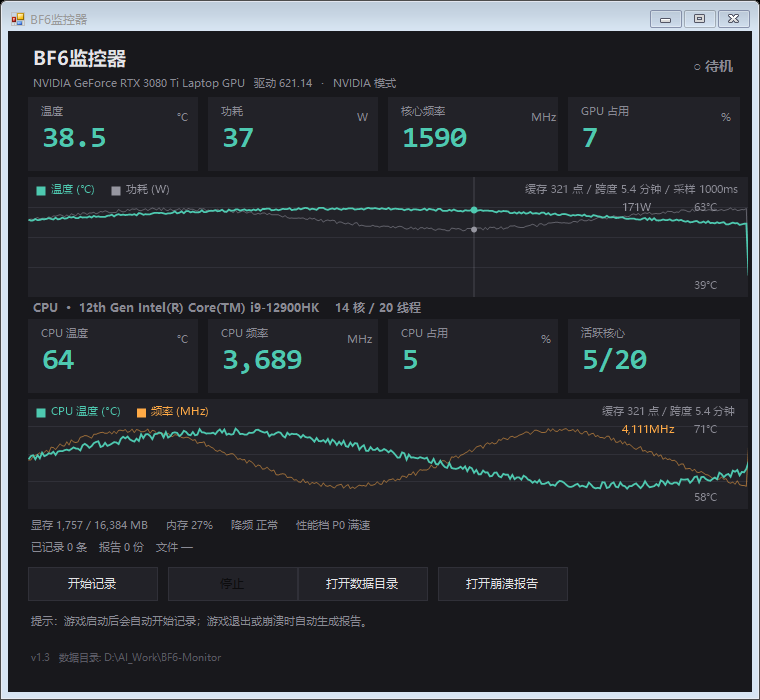 BF6监控器
BF6监控器
○ 待机
NVIDIA GeForce RTX 3080 Ti Laptop GPU 驱动 621.14 · NVIDIA 模式
温度 °C 功耗 W 核心频率 MHz GPU 占用 %
38.5 37 1590 7
温度 (°C) 功耗 (W) 缓存 321 点 / 跨度 5.4 分钟 / 采样 1000ms
171W 63°C
39°C
CPU · 12th Gen Intel(R) Core(TM) i9-12900HK 14 核 / 20 线程
CPU 温度 °C CPU 频率 MHz CPU 占用 % 活跃核心
64 3,689 5 5/20
CPU 温度 (°C) 频率 (MHz) 缓存 321 点 / 跨度 5.4 分钟
4,111MHz 71°C
58°C
显存 1,757 / 16,384 MB 内存 27% 降频 正常 性能档 P0 满速
已记录 0 条 报告 0 份 文件 —
开始记录 停止 打开数据目录 打开崩溃报告
提示：游戏启动后会自动开始记录；游戏退出或崩溃时自动生成报告。
v1.3 数据目录: D:\AI_Work\BF6-Monitor